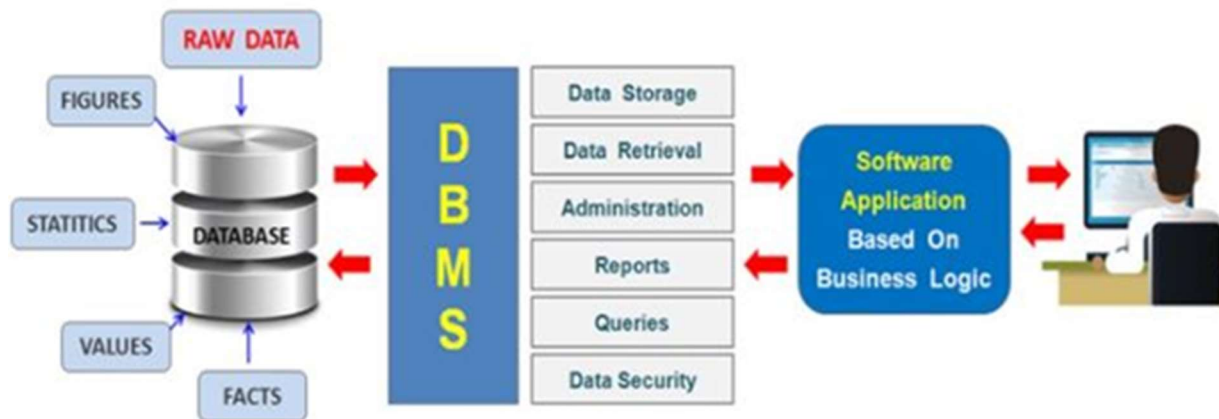 RAW DATA
FIGURES
STATITICS
DATABASE
VALUES
FACTS
D
B
M
S
Data Storage
Data Retrieval
Administration
Reports
Queries
Data Security
Software
Application
Based On
Business Logic